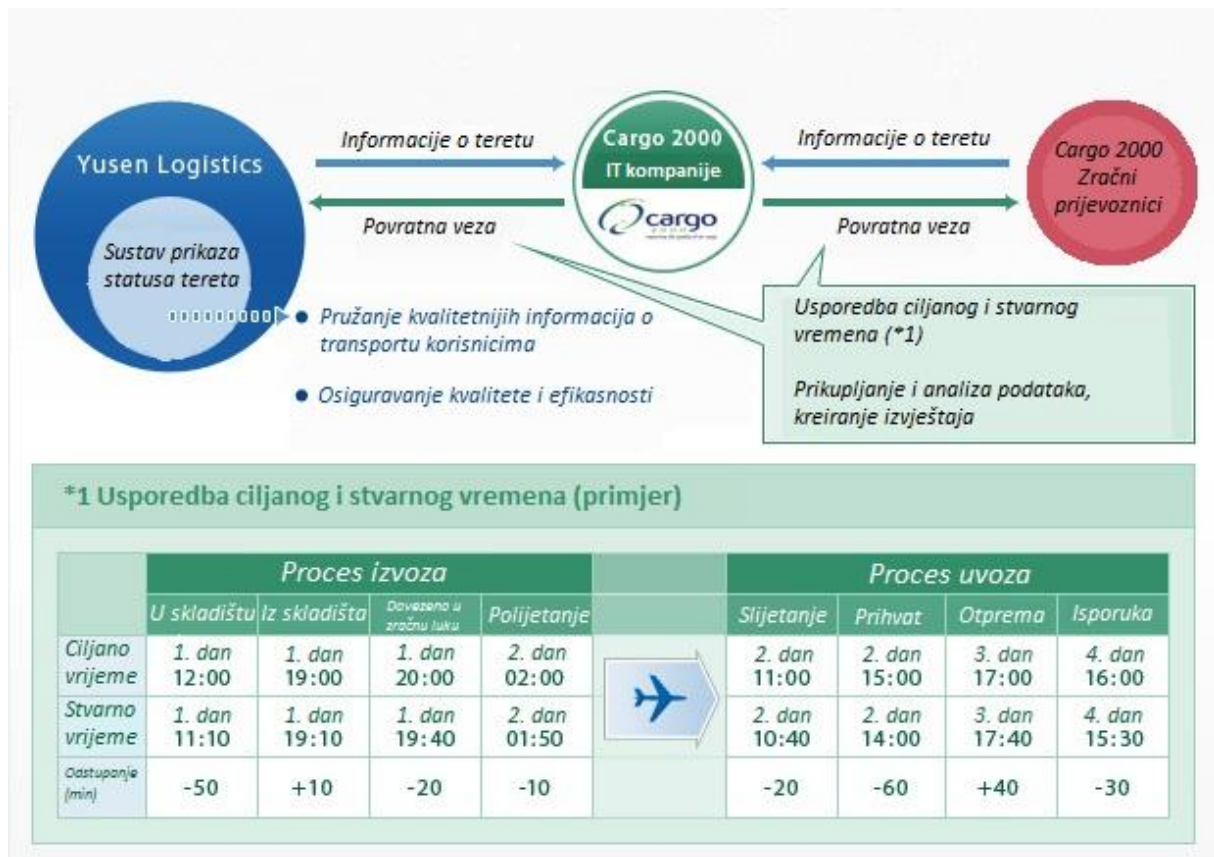 Yusen Logistics
Sustav prikaza
statusa tereta
Informacije o teretu
Povratna veza
Cargo 2000
IT kompanije
cargo
Informacije o teretu
Povratna veza
Cargo 2000
Zračni
prijevoznici
• Pružanje kvalitetnijih informacija o
transportu korisnicima
• Osiguravanje kvalitete i efikasnosti
Usporedba ciljanog i stvarnog
vremena (*1)
Prikupljanje i analiza podataka,
kreiranje izvještaja
*1 Usporedba ciljanog i stvarnog vremena (primjer)
Proces izvoza Proces uvoza
U skladištu Iz skladišta Dovezeno u zračnu luku Polijetanje Slijetanje Prihvat Otprema Isporuka
Ciljano 1. dan 1. dan 1. dan 2. dan 2. dan 2. dan 3. dan 4. dan
vrijeme 12:00 19:00 20:00 02:00 11:00 15:00 17:00 16:00
Stvarno 1. dan 1. dan 1. dan 2. dan 2. dan 2. dan 3. dan 4. dan
vrijeme 11:10 19:10 19:40 01:50 10:40 14:00 17:40 15:30
Odstupanje
(min) -50 +10 -20 -10 -20 -60 +40 -30